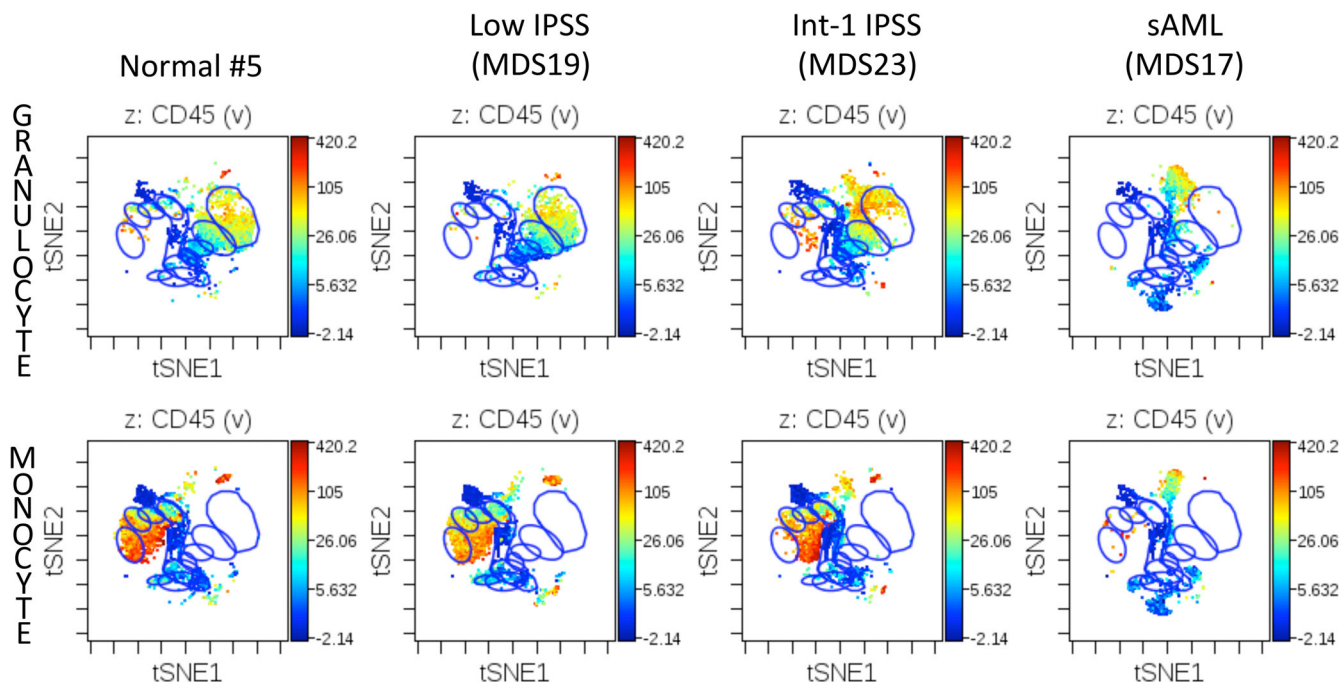 Normal #5
Low IPSS
(MDS19)
Int-1 IPSS
(MDS23)
sAML
(MDS17)
GRANULOCYTE
z: CD45 (v)
420.2
105
26.06
5.632
-2.14
tSNE2
tSNE1
z: CD45 (v)
420.2
105
26.06
5.632
-2.14
tSNE2
tSNE1
z: CD45 (v)
420.2
105
26.06
5.632
-2.14
tSNE2
tSNE1
z: CD45 (v)
420.2
105
26.06
5.632
-2.14
tSNE2
tSNE1
MONOCYTE
z: CD45 (v)
420.2
105
26.06
5.632
-2.14
tSNE2
tSNE1
z: CD45 (v)
420.2
105
26.06
5.632
-2.14
tSNE2
tSNE1
z: CD45 (v)
420.2
105
26.06
5.632
-2.14
tSNE2
tSNE1
z: CD45 (v)
420.2
105
26.06
5.632
-2.14
tSNE2
tSNE1